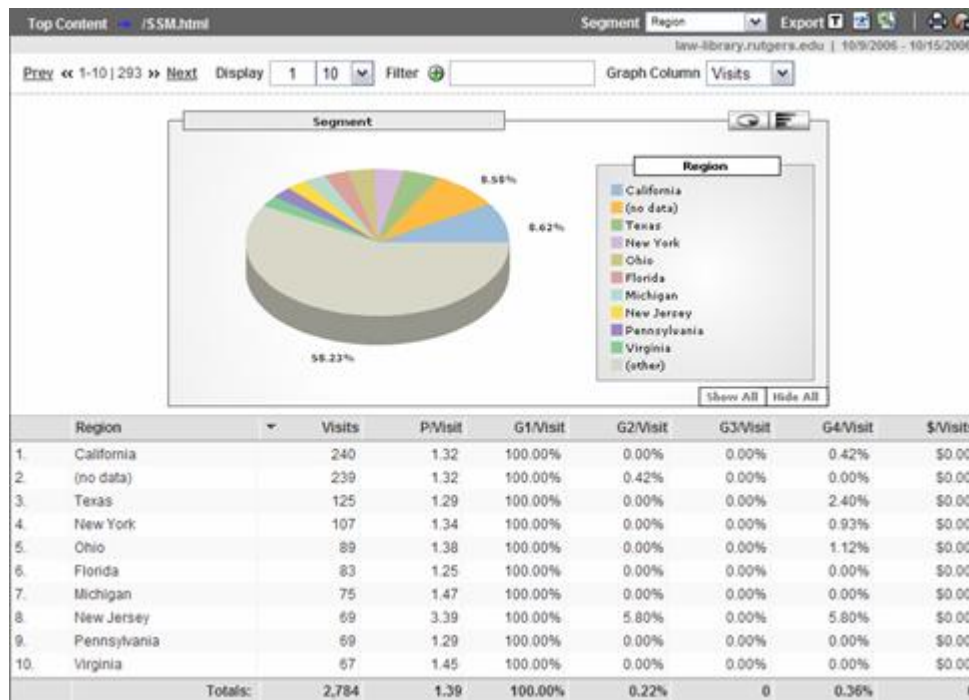 Top Content /SSM.html Segment Region Export T
law-library.rutgers.edu | 10/9/2006 - 10/15/2006
Prev « 1-10 | 293 » Next Display 1 10 Filter Graph Column Visits
Segment
Region
8.58%
8.62%
58.23%
California
(no data)
Texas
New York
Ohio
Florida
Michigan
New Jersey
Pennsylvania
Virginia
(other)
Show All Hide All
Region Visits P/Visit G1/Visit G2/Visit G3/Visit G4/Visit $/Visits
1. California 240 1.32 100.00% 0.00% 0.00% 0.42% $0.00
2. (no data) 239 1.32 100.00% 0.42% 0.00% 0.00% $0.00
3. Texas 125 1.29 100.00% 0.00% 0.00% 2.40% $0.00
4. New York 107 1.34 100.00% 0.00% 0.00% 0.93% $0.00
5. Ohio 89 1.38 100.00% 0.00% 0.00% 1.12% $0.00
6. Florida 83 1.25 100.00% 0.00% 0.00% 0.00% $0.00
7. Michigan 75 1.47 100.00% 0.00% 0.00% 0.00% $0.00
8. New Jersey 69 3.39 100.00% 5.80% 0.00% 5.80% $0.00
9. Pennsylvania 69 1.29 100.00% 0.00% 0.00% 0.00% $0.00
10. Virginia 67 1.45 100.00% 0.00% 0.00% 0.00% $0.00
Totals: 2,784 1.39 100.00% 0.22% 0 0.36%